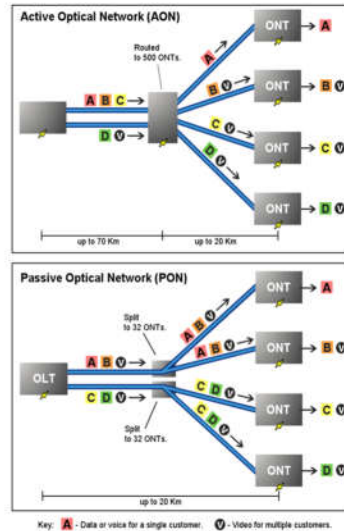 Active Optical Network (AON)
Routed
to 500 ONTs.
ONT
A
A
A B C
B V
ONT
B V
D V
C V
ONT
C V
D V
ONT
D V
up to 70 Km
up to 20 Km
Passive Optical Network (PON)
Split
to 32 ONTs.
ONT
A
A B V
OLT
A B V
A B V
ONT
B V
C D V
C D V
ONT
C V
Split
to 32 ONTs.
C D V
ONT
D V
up to 20 Km
Key: A - Data or voice for a single customer. V - Video for multiple customers.